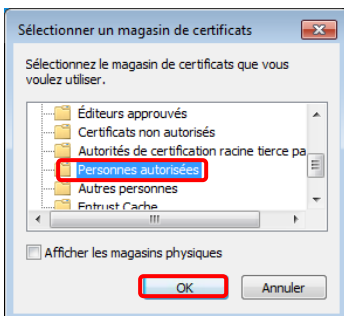 Sélectionner un magasin de certificats
Sélectionnez le magasin de certificats que vous
voulez utiliser.
Éditeurs approuvés
Certificats non autorisés
Autorités de certification racine tierce pa
Personnes autorisées
Autres personnes
Entrust Cache
Afficher les magasins physiques
OK Annuler